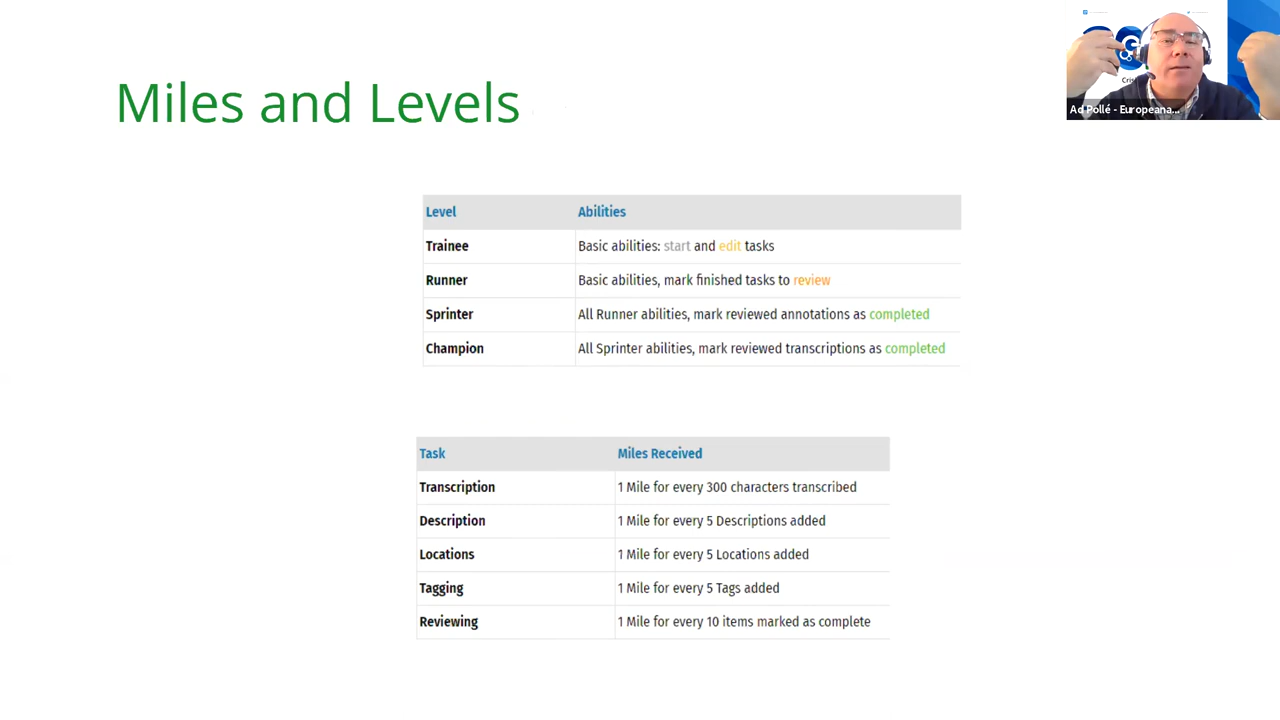 Miles and Levels
Level Abilities
Trainee Basic abilities: start and edit tasks
Runner Basic abilities, mark finished tasks to review
Sprinter All Runner abilities, mark reviewed annotations as completed
Champion All Sprinter abilities, mark reviewed transcriptions as completed
Task Miles Received
Transcription 1 Mile for every 300 characters transcribed
Description 1 Mile for every 5 Descriptions added
Locations 1 Mile for every 5 Locations added
Tagging 1 Mile for every 5 Tags added
Reviewing 1 Mile for every 10 items marked as complete
Ad Pollé - Europeana...